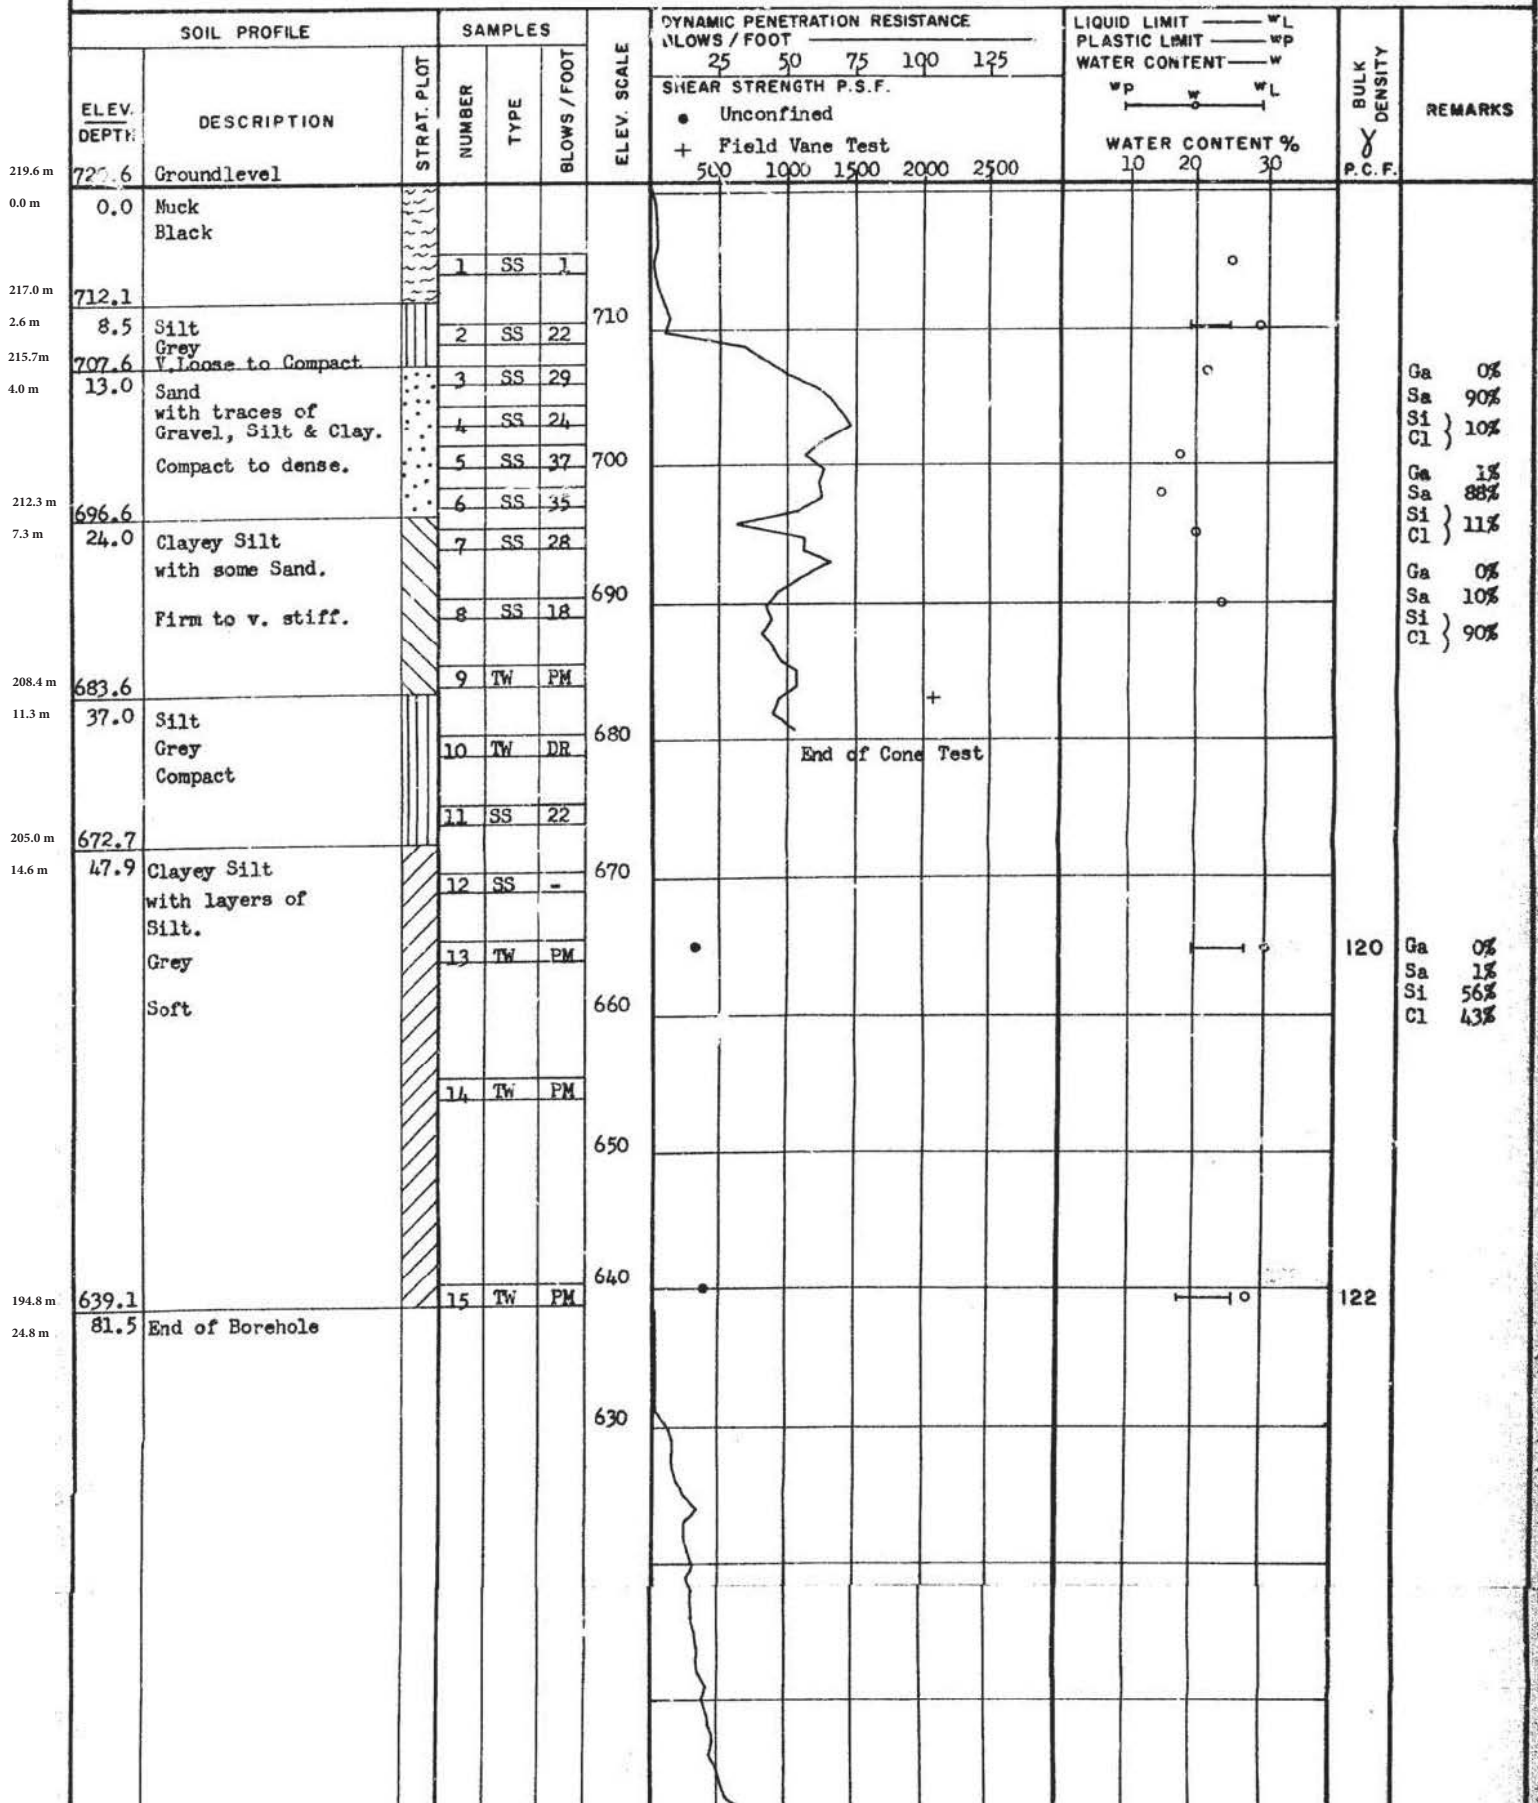 SOIL PROFILE
SAMPLES
ELEV. SCALE
DYNAMIC PENETRATION RESISTANCE
BLOWS / FOOT
25 50 75 100 125
SHEAR STRENGTH P.S.F.
● Unconfined
+ Field Vane Test
500 1000 1500 2000 2500
LIQUID LIMIT —— wL
PLASTIC LIMIT —— wP
WATER CONTENT —— w
wP w wL
WATER CONTENT %
10 20 30
BULK DENSITY
γ
P.C.F.
REMARKS
ELEV.
DEPTH
DESCRIPTION
STRAT. PLOT
NUMBER
TYPE
BLOWS / FOOT
219.6 m Groundlevel
0.0 m 0.0 Muck
Black
1 SS 1
217.0 m 712.1
710
2.6 m 8.5 Silt
Grey
V.Loose to Compact
2 SS 22
215.7m 707.6
4.0 m 13.0 Sand
with traces of
Gravel, Silt & Clay.
Compact to dense.
3 SS 29
4 SS 24
5 SS 37
700
6 SS 35
Ga 0%
Sa 90%
Si } 10%
Cl
Ga 1%
Sa 88%
Si } 11%
Cl
212.3 m 696.6
7.3 m 24.0 Clayey Silt
with some Sand.
Firm to v. stiff.
7 SS 28
690
8 SS 18
9 TW PM
Ga 0%
Sa 10%
Si } 90%
Cl
208.4 m 683.6
11.3 m 37.0 Silt
Grey
Compact
680
10 TW DR
End of Cone Test
11 SS 22
205.0 m 672.7
14.6 m 47.9 Clayey Silt
with layers of
Silt.
Grey
Soft
670
12 SS -
13 TW PM
120
Ga 0%
Sa 1%
Si 56%
Cl 43%
660
14 TW PM
650
640
194.8 m 639.1
15 TW PM
122
24.8 m 81.5 End of Borehole
630